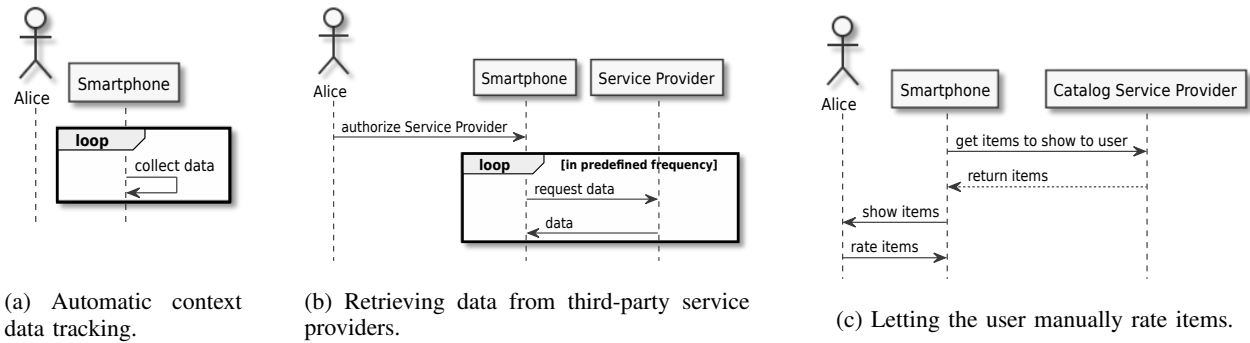 Alice
Smartphone
loop
collect data
(a) Automatic context
data tracking.
Alice
Smartphone
Service Provider
authorize Service Provider
loop
[in predefined frequency]
request data
data
(b) Retrieving data from third-party service
providers.
Alice
Smartphone
Catalog Service Provider
get items to show to user
return items
show items
rate items
(c) Letting the user manually rate items.